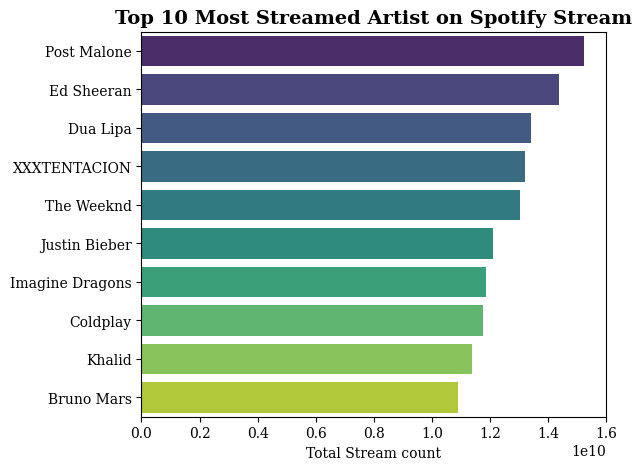 Top 10 Most Streamed Artist on Spotify Stream
Post Malone
Ed Sheeran
Dua Lipa
XXXTENTACION
The Weeknd
Justin Bieber
Imagine Dragons
Coldplay
Khalid
Bruno Mars
0.0 0.2 0.4 0.6 0.8 1.0 1.2 1.4 1.6
1e10
Total Stream count